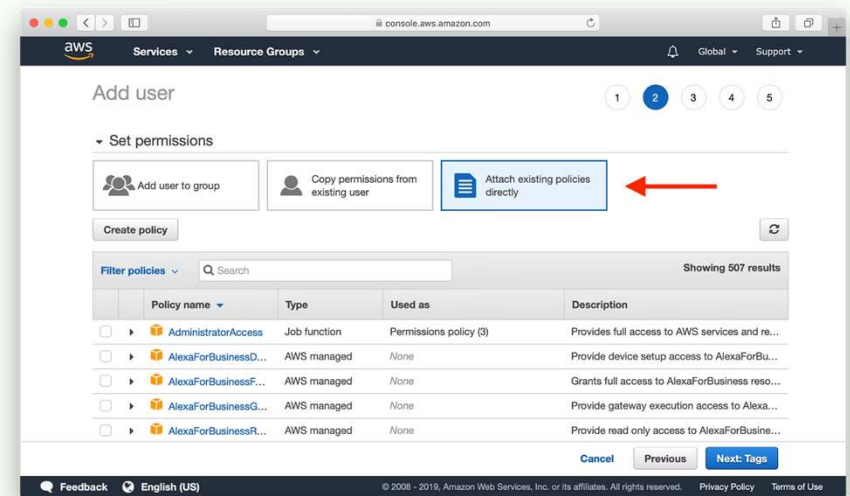 console.aws.amazon.com
aws Services Resource Groups Global Support
Add user
1 2 3 4 5
Set permissions
Add user to group
Copy permissions from
existing user
Attach existing policies
directly
Create policy
Filter policies Search Showing 507 results
Policy name Type Used as Description
AdministratorAccess Job function Permissions policy (3) Provides full access to AWS services and re...
AlexaForBusinessD... AWS managed None Provide device setup access to AlexaForBu...
AlexaForBusinessF... AWS managed None Grants full access to AlexaForBusiness reso...
AlexaForBusinessG... AWS managed None Provide gateway execution access to Alexa...
AlexaForBusinessR... AWS managed None Provide read only access to AlexaForBusine...
Cancel Previous Next: Tags
Feedback English (US) © 2008 - 2019, Amazon Web Services, Inc. or its affiliates. All rights reserved. Privacy Policy Terms of Use